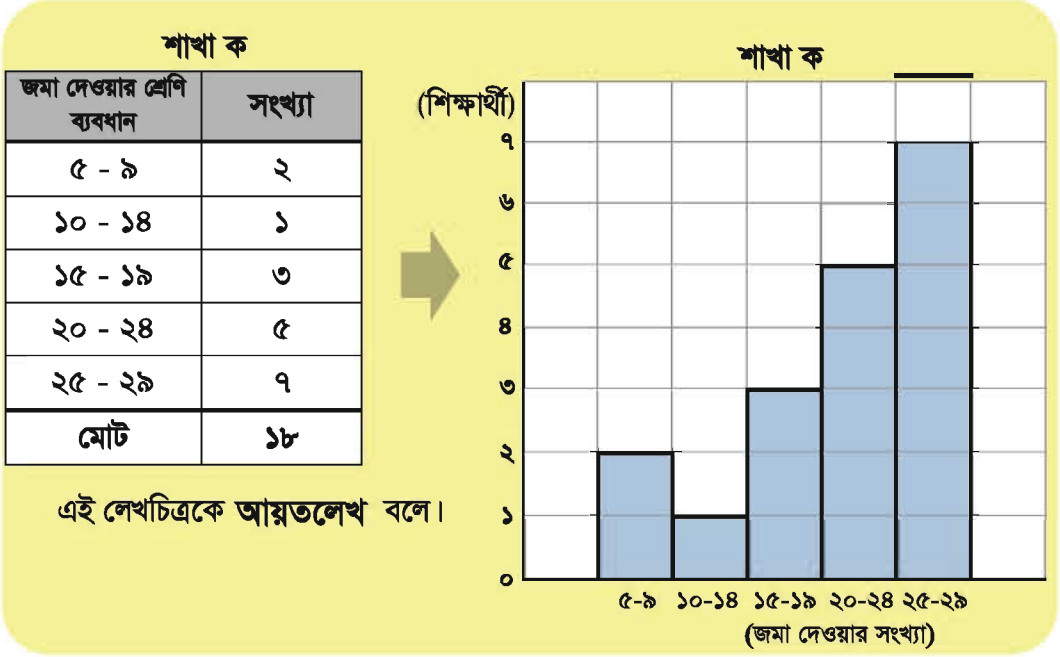 শাখা ক
জমা দেওয়ার শ্রেণি ব্যবধান সংখ্যা
৫ - ৯ ২
১০ - ১৪ ১
১৫ - ১৯ ৩
২০ - ২৪ ৫
২৫ - ২৯ ৭
মোট ১৮
এই লেখচিত্রকে আয়তলেখ বলে।
শাখা ক
(শিক্ষার্থী)
৭
৬
৫
৪
৩
২
১
০
৫-৯ ১০-১৪ ১৫-১৯ ২০-২৪ ২৫-২৯
(জমা দেওয়ার সংখ্যা)